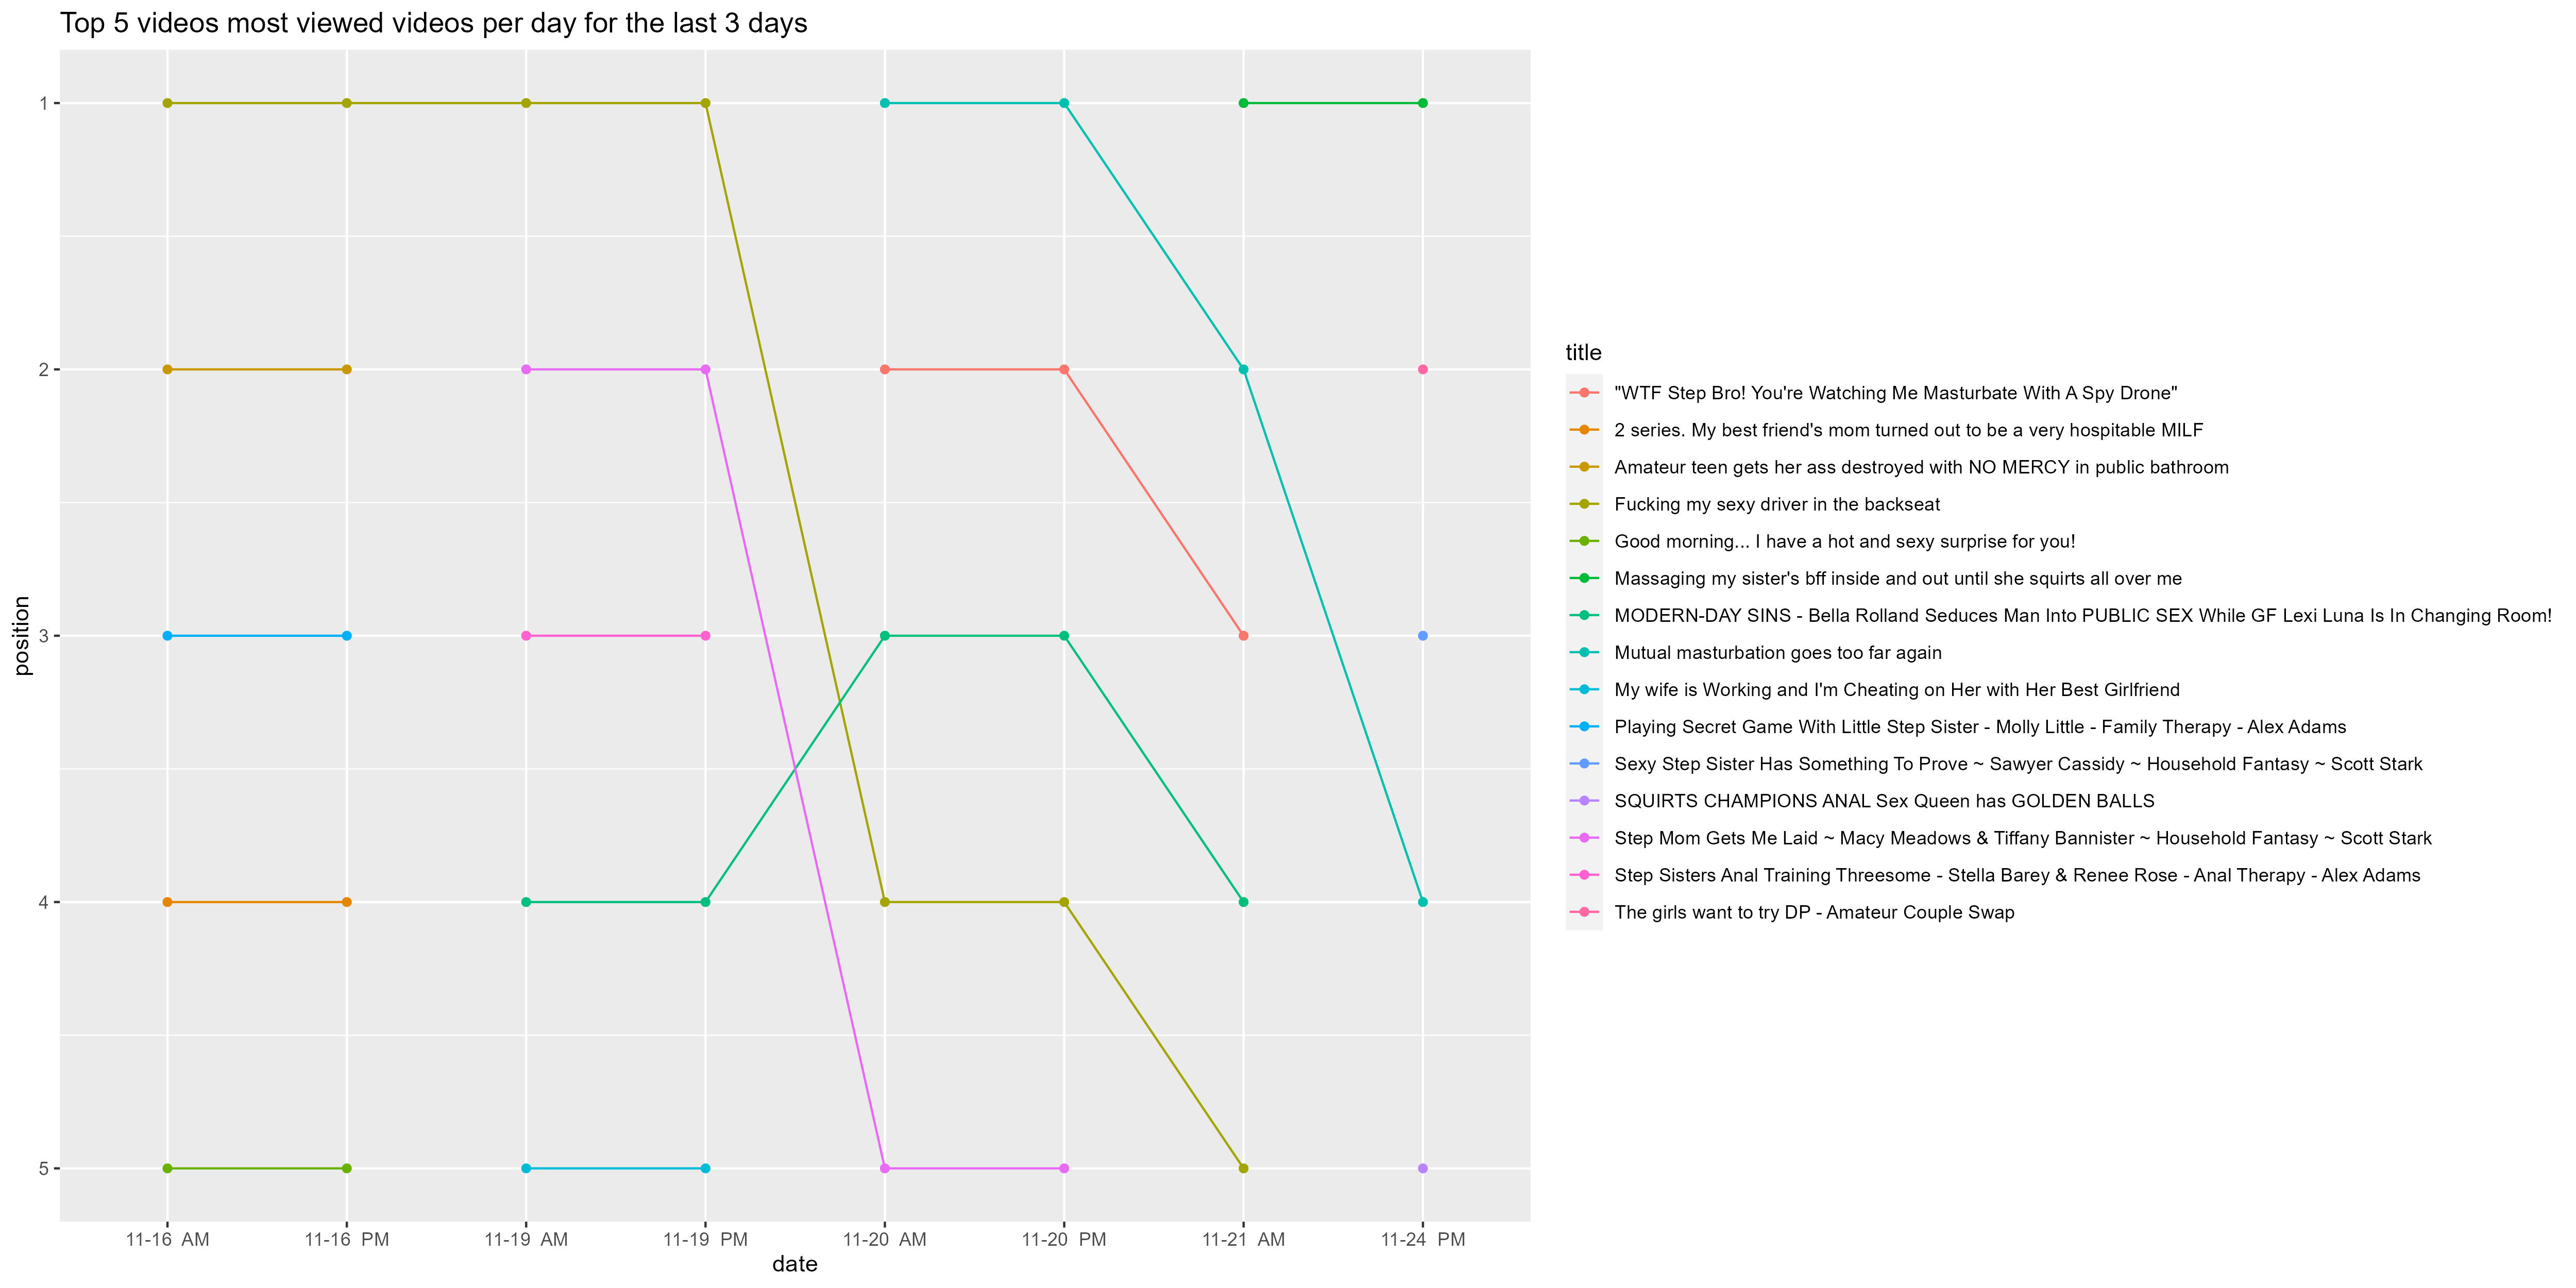 Top 5 videos most viewed videos per day for the last 3 days
position
1
2
3
4
5
11-16 AM
11-16 PM
11-19 AM
11-19 PM
11-20 AM
11-20 PM
11-21 AM
11-24 PM
date
title
"WTF Step Bro! You're Watching Me Masturbate With A Spy Drone"
2 series. My best friend's mom turned out to be a very hospitable MILF
Amateur teen gets her ass destroyed with NO MERCY in public bathroom
Fucking my sexy driver in the backseat
Good morning... I have a hot and sexy surprise for you!
Massaging my sister's bff inside and out until she squirts all over me
MODERN-DAY SINS - Bella Rolland Seduces Man Into PUBLIC SEX While GF Lexi Luna Is In Changing Room!
Mutual masturbation goes too far again
My wife is Working and I'm Cheating on Her with Her Best Girlfriend
Playing Secret Game With Little Step Sister - Molly Little - Family Therapy - Alex Adams
Sexy Step Sister Has Something To Prove ~ Sawyer Cassidy ~ Household Fantasy ~ Scott Stark
SQUIRTS CHAMPIONS ANAL Sex Queen has GOLDEN BALLS
Step Mom Gets Me Laid ~ Macy Meadows & Tiffany Bannister ~ Household Fantasy ~ Scott Stark
Step Sisters Anal Training Threesome - Stella Barey & Renee Rose - Anal Therapy - Alex Adams
The girls want to try DP - Amateur Couple Swap